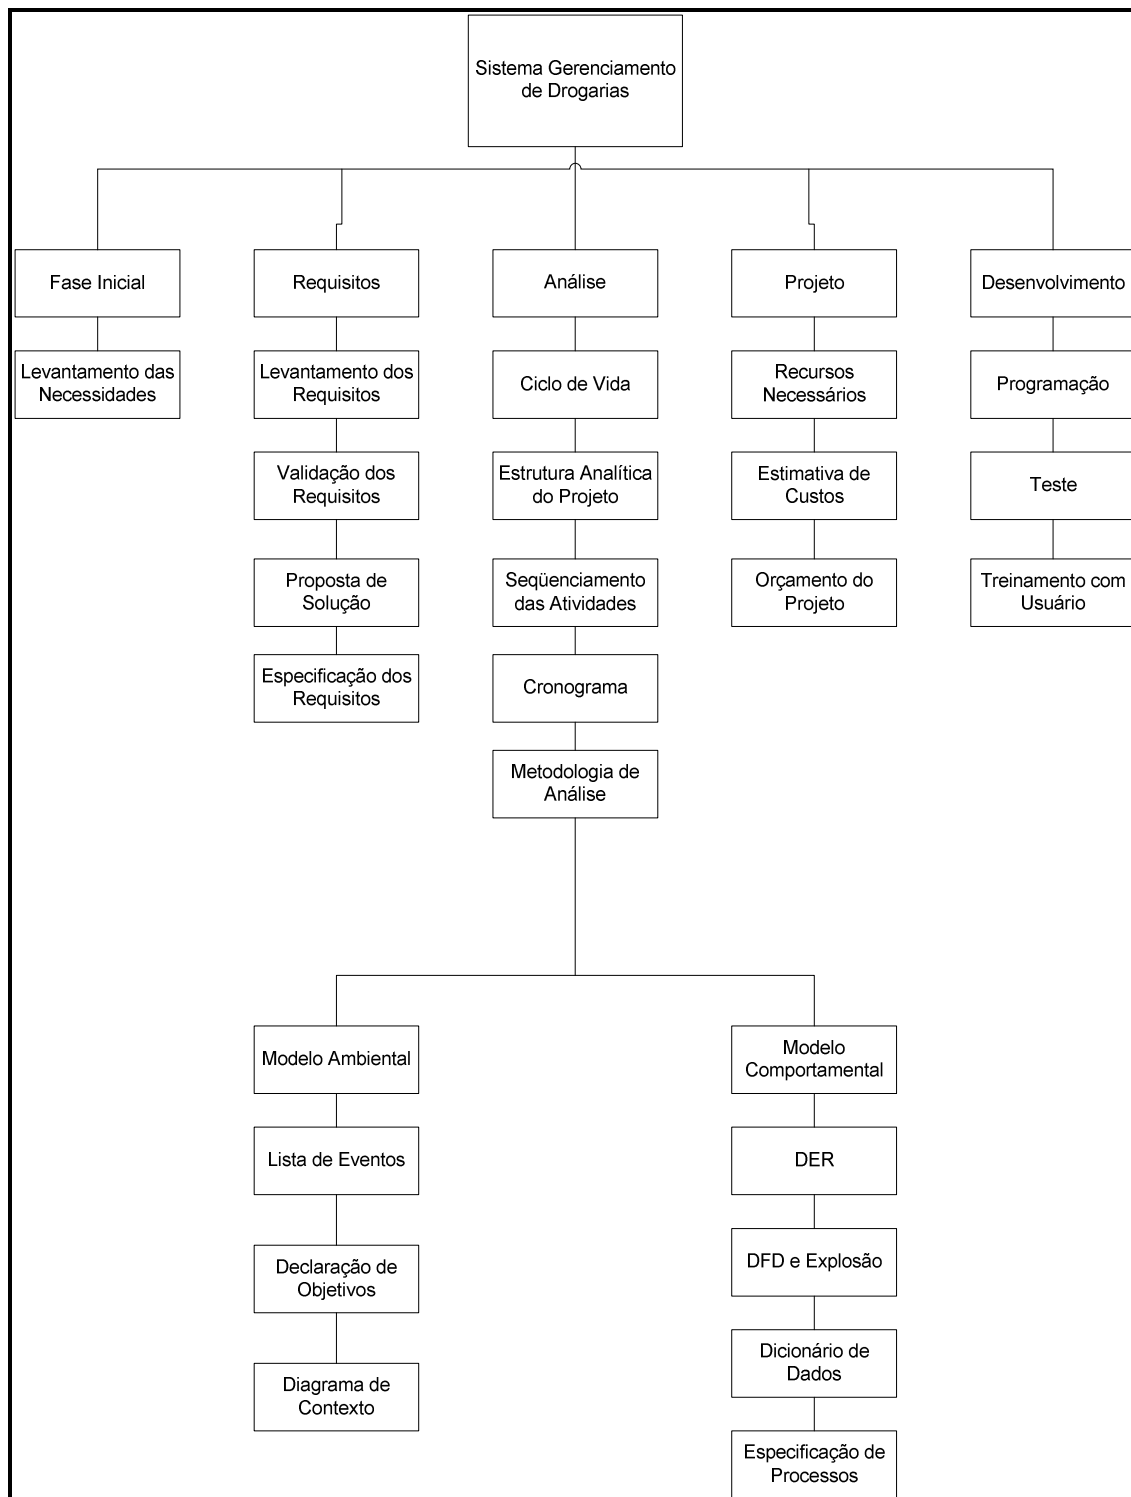 Sistema Gerenciamento
de Drogarias
Fase Inicial
Requisitos
Análise
Projeto
Desenvolvimento
Levantamento das
Necessidades
Levantamento dos
Requisitos
Ciclo de Vida
Recursos
Necessários
Programação
Validação dos
Requisitos
Estrutura Analítica
do Projeto
Estimativa de
Custos
Teste
Proposta de
Solução
Seqüenciamento
das Atividades
Orçamento do
Projeto
Treinamento com
Usuário
Especificação dos
Requisitos
Cronograma
Metodologia de
Análise
Modelo Ambiental
Modelo
Comportamental
Lista de Eventos
DER
Declaração de
Objetivos
DFD e Explosão
Diagrama de
Contexto
Dicionário de
Dados
Especificação de
Processos